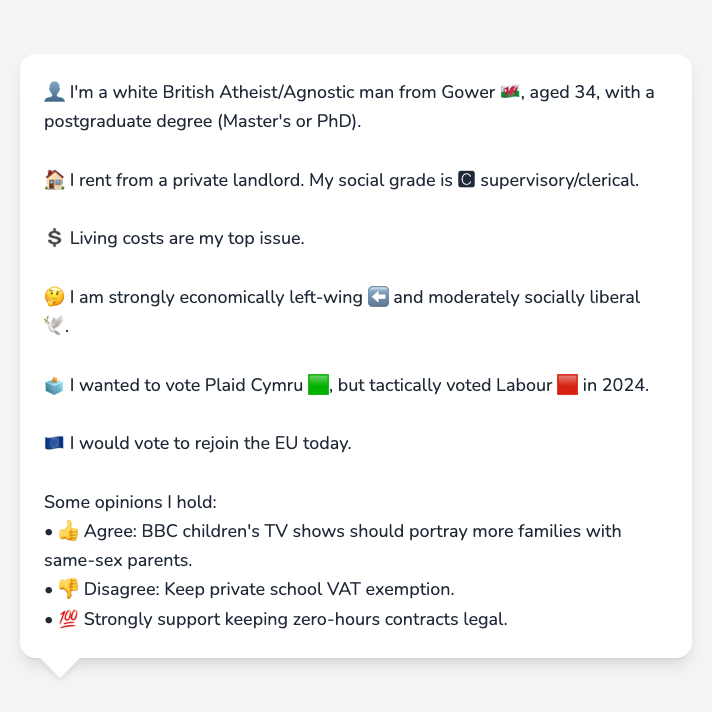 👤 I'm a white British Atheist/Agnostic man from Gower 🏴󠁧󠁢󠁷󠁬󠁳󠁿, aged 34, with a
postgraduate degree (Master's or PhD).
🏠 I rent from a private landlord. My social grade is C supervisory/clerical.
💲 Living costs are my top issue.
🤔 I am strongly economically left-wing ⬅️ and moderately socially liberal
🕊️.
🗳️ I wanted to vote Plaid Cymru 🟩, but tactically voted Labour 🟥 in 2024.
🇪🇺 I would vote to rejoin the EU today.
Some opinions I hold:
• 👍 Agree: BBC children's TV shows should portray more families with
same-sex parents.
• 👎 Disagree: Keep private school VAT exemption.
• 💯 Strongly support keeping zero-hours contracts legal.